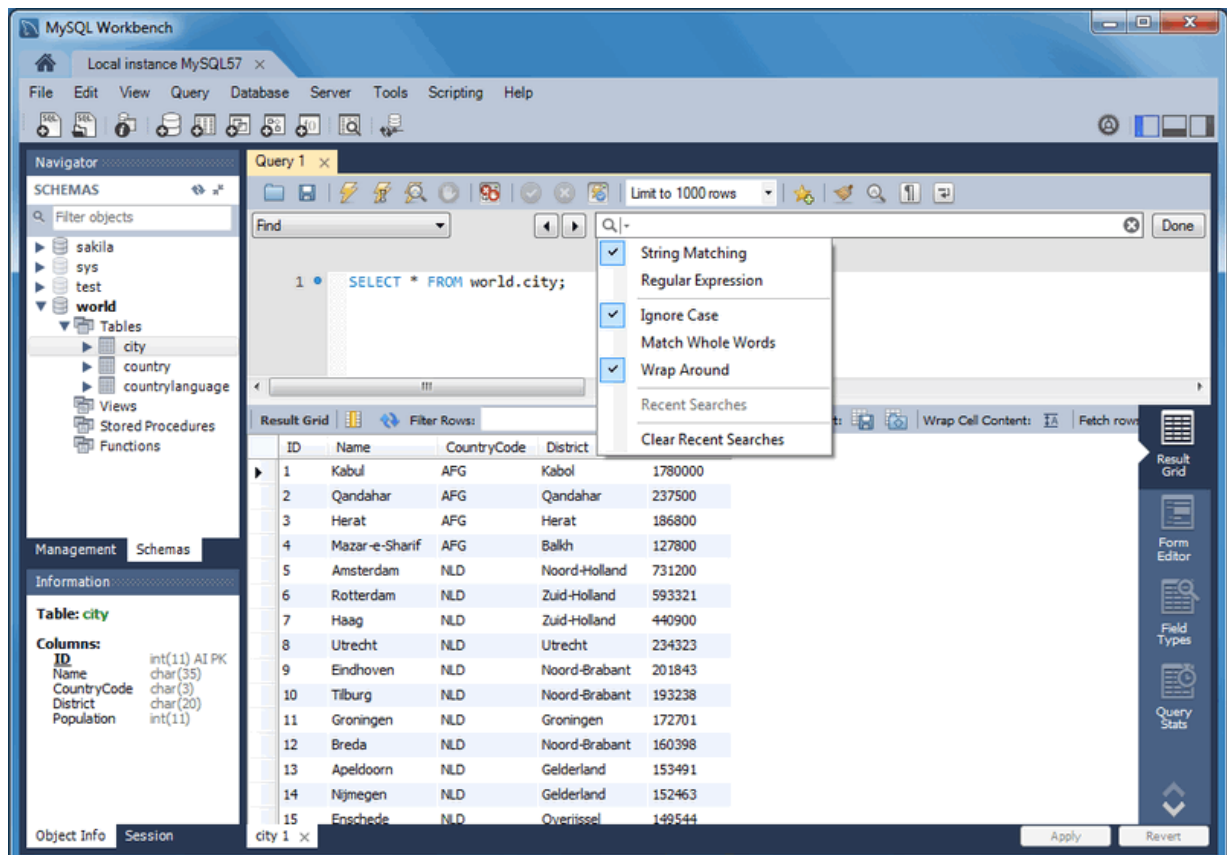 MySQL Workbench
Local instance MySQL57
File Edit View Query Database Server Tools Scripting Help
Navigator
SCHEMAS
Filter objects
sakila
sys
test
world
Tables
city
country
countrylanguage
Views
Stored Procedures
Functions
Management Schemas
Information
Table: city
Columns:
ID int(11) AI PK
Name char(35)
CountryCode char(3)
District char(20)
Population int(11)
Object Info Session
Query 1
Limit to 1000 rows
Find
Done
String Matching
Regular Expression
Ignore Case
Match Whole Words
Wrap Around
Recent Searches
Clear Recent Searches
1 SELECT * FROM world.city;
Result Grid Filter Rows: Wrap Cell Content: Fetch rows
ID Name CountryCode District
1 Kabul AFG Kabol 1780000
2 Qandahar AFG Qandahar 237500
3 Herat AFG Herat 186800
4 Mazar-e-Sharif AFG Balkh 127800
5 Amsterdam NLD Noord-Holland 731200
6 Rotterdam NLD Zuid-Holland 593321
7 Haag NLD Zuid-Holland 440900
8 Utrecht NLD Utrecht 234323
9 Eindhoven NLD Noord-Brabant 201843
10 Tilburg NLD Noord-Brabant 193238
11 Groningen NLD Groningen 172701
12 Breda NLD Noord-Brabant 160398
13 Apeldoorn NLD Gelderland 153491
14 Nijmegen NLD Gelderland 152463
15 Enschede NLD Overijssel 149544
city 1
Result
Grid
Form
Editor
Field
Types
Query
Stats
Apply Revert